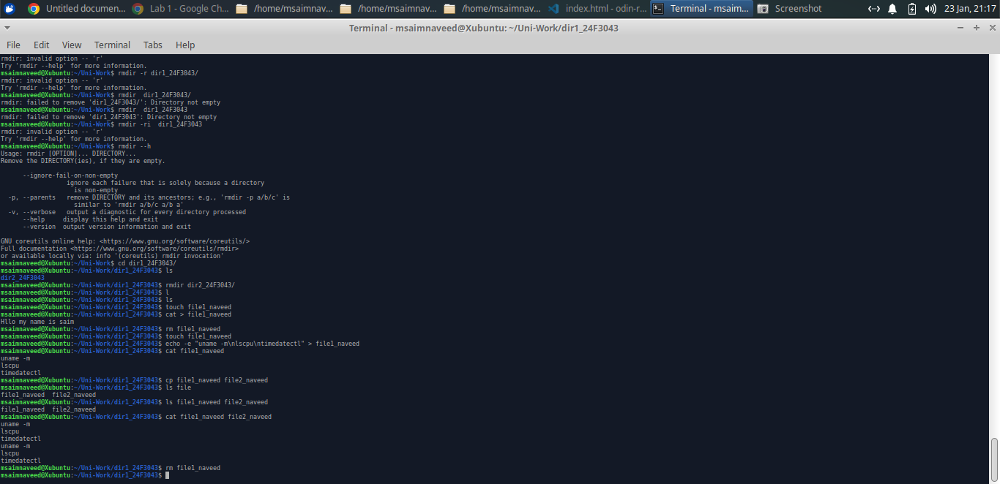 Untitled documen...
Lab 1 - Google Ch...
/home/msaimnav...
/home/msaimnav...
/home/msaimnav...
index.html - odin-r...
Terminal - msaim...
Screenshot
23 Jan, 21:17
Terminal - msaimnaveed@Xubuntu: ~/Uni-Work/dir1_24F3043
File Edit View Terminal Tabs Help
rmdir: invalid option -- 'r'
Try 'rmdir --help' for more information.
msaimnaveed@Xubuntu:~/Uni-Work$ rmdir -r dir1_24F3043/
rmdir: invalid option -- 'r'
Try 'rmdir --help' for more information.
msaimnaveed@Xubuntu:~/Uni-Work$ rmdir  dir1_24F3043/
rmdir: failed to remove 'dir1_24F3043/': Directory not empty
msaimnaveed@Xubuntu:~/Uni-Work$ rmdir  dir1_24F3043
rmdir: failed to remove 'dir1_24F3043': Directory not empty
msaimnaveed@Xubuntu:~/Uni-Work$ rmdir -ri  dir1_24F3043
rmdir: invalid option -- 'r'
Try 'rmdir --help' for more information.
msaimnaveed@Xubuntu:~/Uni-Work$ rmdir --h
Usage: rmdir [OPTION]... DIRECTORY...
Remove the DIRECTORY(ies), if they are empty.
--ignore-fail-on-non-empty
ignore each failure that is solely because a directory
is non-empty
-p, --parents   remove DIRECTORY and its ancestors; e.g., 'rmdir -p a/b/c' is
similar to 'rmdir a/b/c a/b a'
-v, --verbose   output a diagnostic for every directory processed
--help     display this help and exit
--version  output version information and exit
GNU coreutils online help: <https://www.gnu.org/software/coreutils/>
Full documentation <https://www.gnu.org/software/coreutils/rmdir>
or available locally via: info '(coreutils) rmdir invocation'
msaimnaveed@Xubuntu:~/Uni-Work$ cd dir1_24F3043/
msaimnaveed@Xubuntu:~/Uni-Work/dir1_24F3043$ ls
dir2_24F3043
msaimnaveed@Xubuntu:~/Uni-Work/dir1_24F3043$ rmdir dir2_24F3043/
msaimnaveed@Xubuntu:~/Uni-Work/dir1_24F3043$ l
msaimnaveed@Xubuntu:~/Uni-Work/dir1_24F3043$ ls
msaimnaveed@Xubuntu:~/Uni-Work/dir1_24F3043$ touch file1_naveed
msaimnaveed@Xubuntu:~/Uni-Work/dir1_24F3043$ cat > file1_naveed
Hllo my name is saim
msaimnaveed@Xubuntu:~/Uni-Work/dir1_24F3043$ rm file1_naveed
msaimnaveed@Xubuntu:~/Uni-Work/dir1_24F3043$ touch file1_naveed
msaimnaveed@Xubuntu:~/Uni-Work/dir1_24F3043$ echo -e "uname -m\nlscpu\ntimedatectl" > file1_naveed
msaimnaveed@Xubuntu:~/Uni-Work/dir1_24F3043$ cat file1_naveed
uname -m
lscpu
timedatectl
msaimnaveed@Xubuntu:~/Uni-Work/dir1_24F3043$ cp file1_naveed file2_naveed
msaimnaveed@Xubuntu:~/Uni-Work/dir1_24F3043$ ls file
file1_naveed  file2_naveed
msaimnaveed@Xubuntu:~/Uni-Work/dir1_24F3043$ ls file1_naveed file2_naveed
file1_naveed  file2_naveed
msaimnaveed@Xubuntu:~/Uni-Work/dir1_24F3043$ cat file1_naveed file2_naveed
uname -m
lscpu
timedatectl
uname -m
lscpu
timedatectl
msaimnaveed@Xubuntu:~/Uni-Work/dir1_24F3043$ rm file1_naveed
msaimnaveed@Xubuntu:~/Uni-Work/dir1_24F3043$